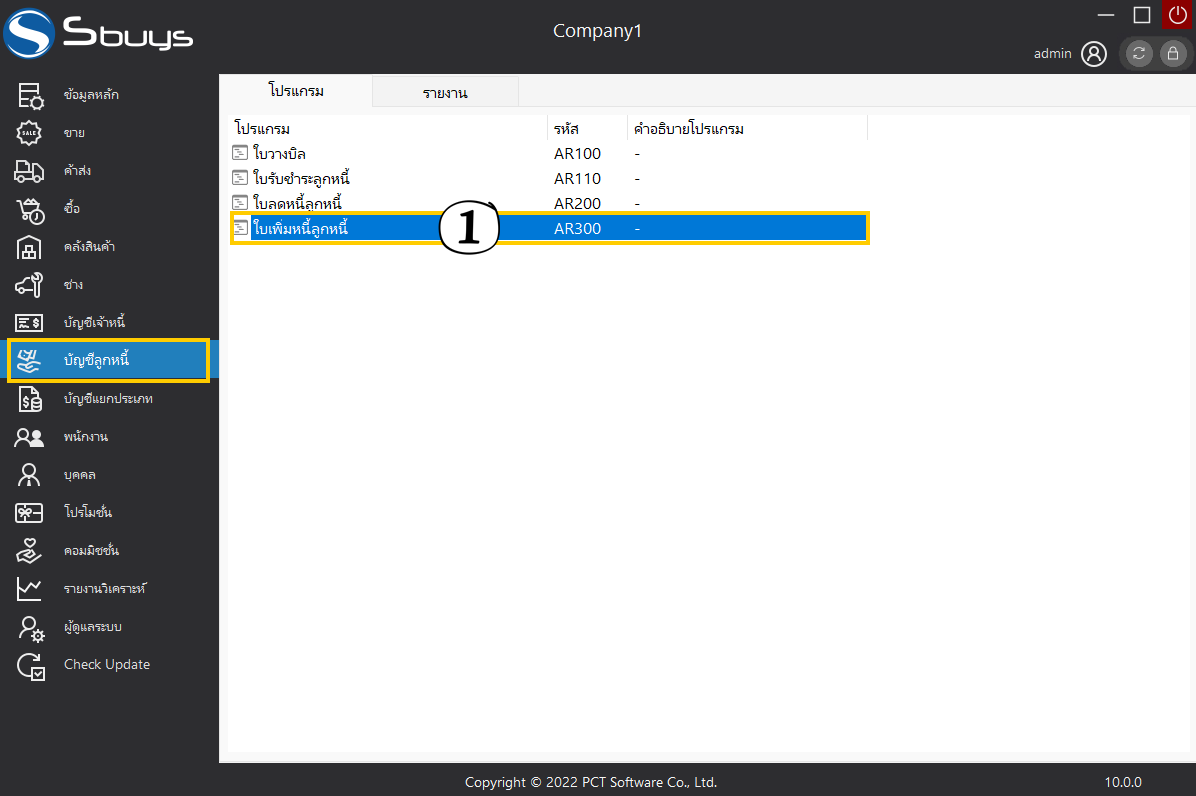 Sbuys
Company1
admin
ข้อมูลหลัก
SALE
ขาย
ค้าส่ง
ซื้อ
คลังสินค้า
ช่าง
บัญชีเจ้าหนี้
บัญชีลูกหนี้
บัญชีแยกประเภท
พนักงาน
บุคคล
โปรโมชั่น
คอมมิชชั่น
รายงานวิเคราะห์
ผู้ดูแลระบบ
Check Update
โปรแกรม รายงาน
โปรแกรม รหัส คำอธิบายโปรแกรม
ใบวางบิล AR100 -
ใบรับชำระลูกหนี้ AR110 -
ใบลดหนี้ลูกหนี้ AR200 -
ใบเพิ่มหนี้ลูกหนี้ 1 AR300 -
Copyright © 2022 PCT Software Co., Ltd.
10.0.0